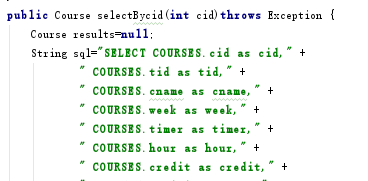 public Course selectBycid(int cid)throws Exception {
Course results=null;
String sql="SELECT COURSES.cid as cid," +
" COURSES.tid as tid," +
" COURSES.cname as cname," +
" COURSES.week as week," +
" COURSES.timer as timer," +
" COURSES.hour as hour," +
" COURSES.credit as credit," +